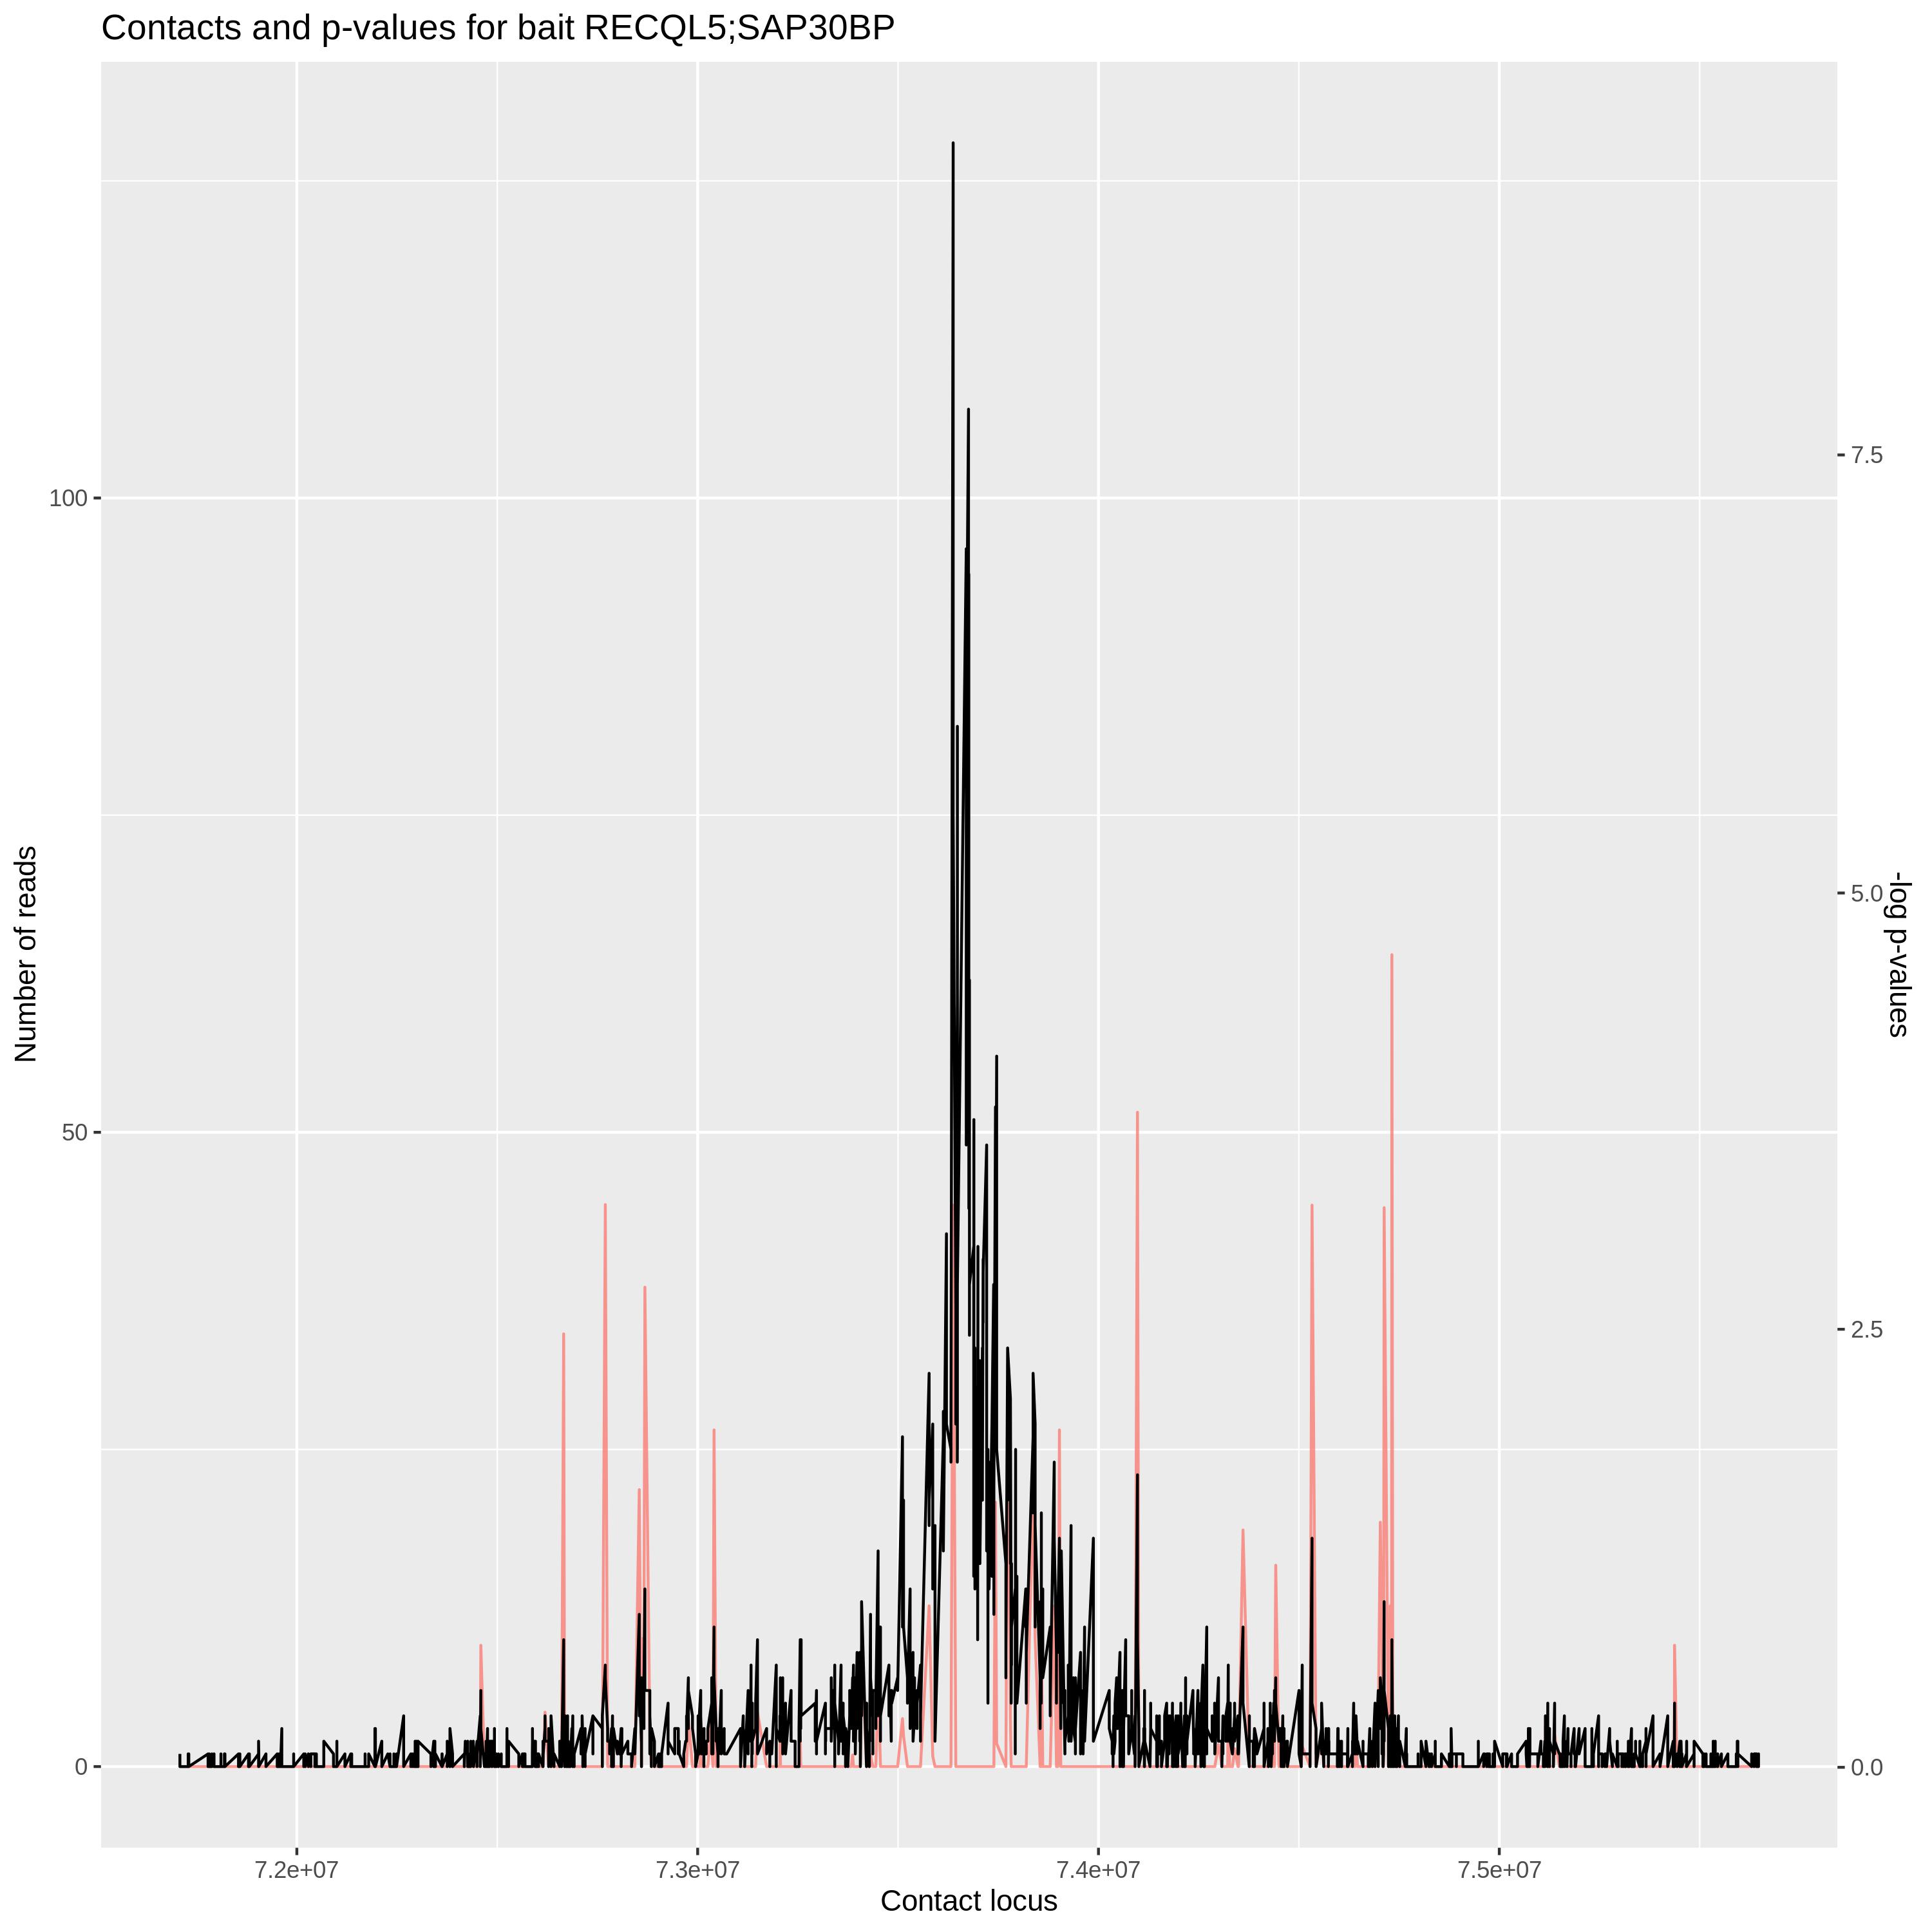 Contacts and p-values for bait RECQL5;SAP30BP
Number of reads
100
50
0
7.5
5.0
2.5
0.0
-log p-values
7.2e+07
7.3e+07
7.4e+07
7.5e+07
Contact locus